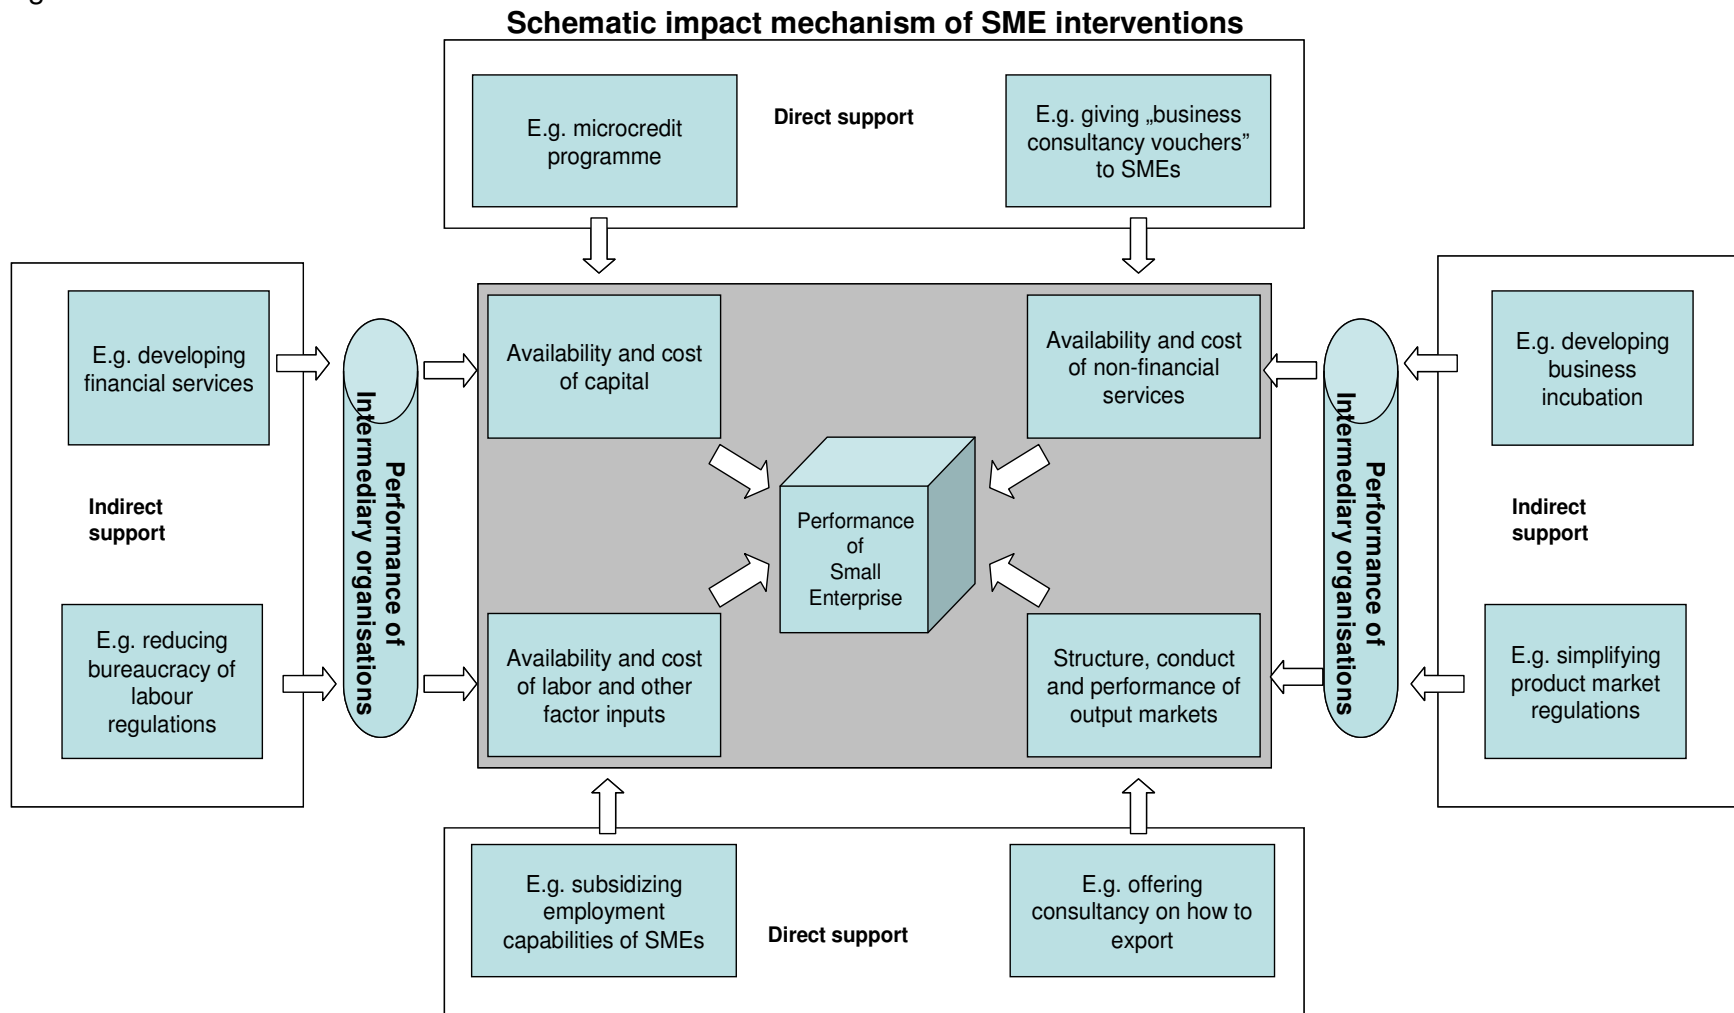 Schematic impact mechanism of SME interventions
E.g. microcredit
programme
Direct support
E.g. giving „business
consultancy vouchers”
to SMEs
E.g. developing
financial services
Indirect
support
E.g. reducing
bureaucracy of
labour
regulations
Performance of
Intermediary organisations
Availability and cost
of capital
Availability and cost
of non-financial
services
Performance
of
Small
Enterprise
Availability and cost
of labor and other
factor inputs
Structure, conduct
and performance of
output markets
Performance of
Intermediary organisations
E.g. developing
business
incubation
Indirect
support
E.g. simplifying
product market
regulations
E.g. subsidizing
employment
capabilities of SMEs
Direct support
E.g. offering
consultancy on how to
export